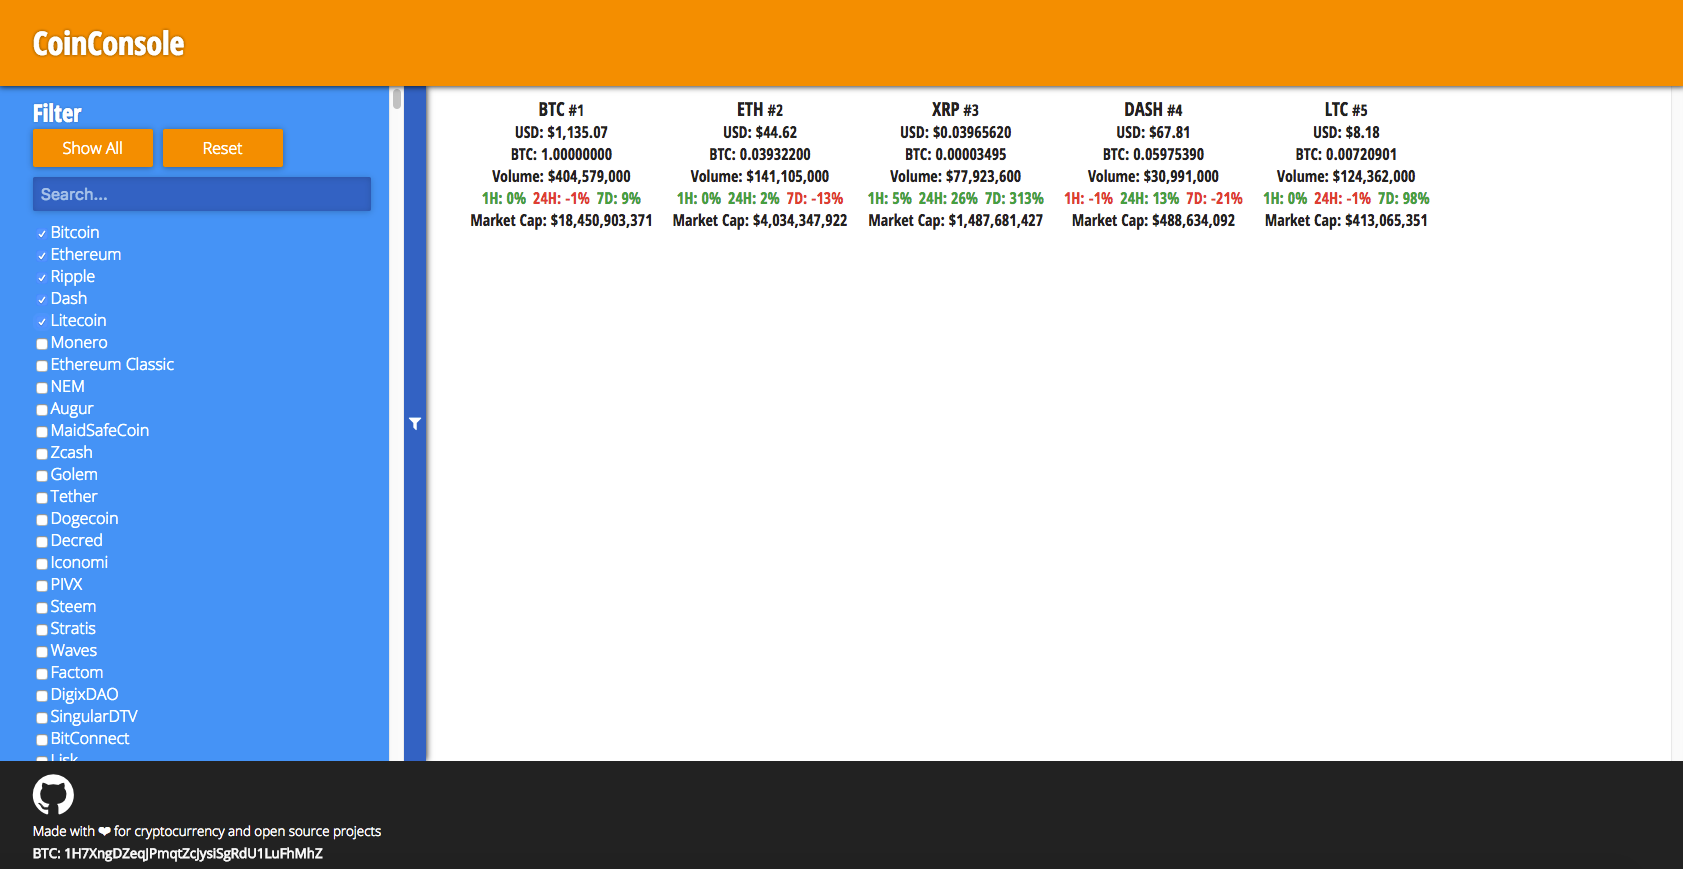 CoinConsole
Filter
Show All
Reset
Search...
Bitcoin
Ethereum
Ripple
Dash
Litecoin
Monero
Ethereum Classic
NEM
Augur
MaidSafeCoin
Zcash
Golem
Tether
Dogecoin
Decred
Iconomi
PIVX
Steem
Stratis
Waves
Factom
DigixDAO
SingularDTV
BitConnect
Lisk
BTC #1
USD: $1,135.07
BTC: 1.00000000
Volume: $404,579,000
1H: 0% 24H: -1% 7D: 9%
Market Cap: $18,450,903,371
ETH #2
USD: $44.62
BTC: 0.03932200
Volume: $141,105,000
1H: 0% 24H: 2% 7D: -13%
Market Cap: $4,034,347,922
XRP #3
USD: $0.03965620
BTC: 0.00003495
Volume: $77,923,600
1H: 5% 24H: 26% 7D: 313%
Market Cap: $1,487,681,427
DASH #4
USD: $67.81
BTC: 0.05975390
Volume: $30,991,000
1H: -1% 24H: 13% 7D: -21%
Market Cap: $488,634,092
LTC #5
USD: $8.18
BTC: 0.00720901
Volume: $124,362,000
1H: 0% 24H: -1% 7D: 98%
Market Cap: $413,065,351
Made with ❤ for cryptocurrency and open source projects
BTC: 1H7XngDZeqJPmqtZcJysiSgRdU1LuFhMhZ